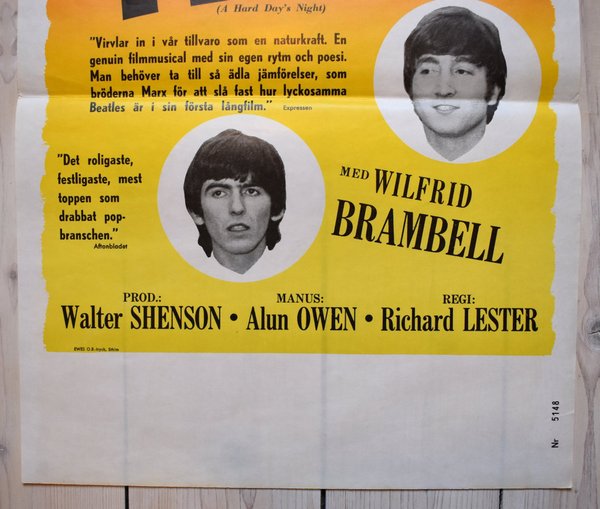 (A Hard Day's Night)
"Virvlar in i vår tillvaro som en naturkraft. En
genuin filmmusical med sin egen rytm och poesi.
Man behöver ta till så ädla jämförelser, som
bröderna Marx för att slå fast hur lyckosamma
Beatles är i sin första långfilm." Expressen
"Det roligaste,
festligaste, mest
toppen som
drabbat pop-
branschen."
Aftonbladet
MED WILFRID
BRAMBELL
PROD.: MANUS: REGI:
Walter SHENSON • Alun OWEN • Richard LESTER
EWES O.B.-tryck, Sthlm
Nr 5148